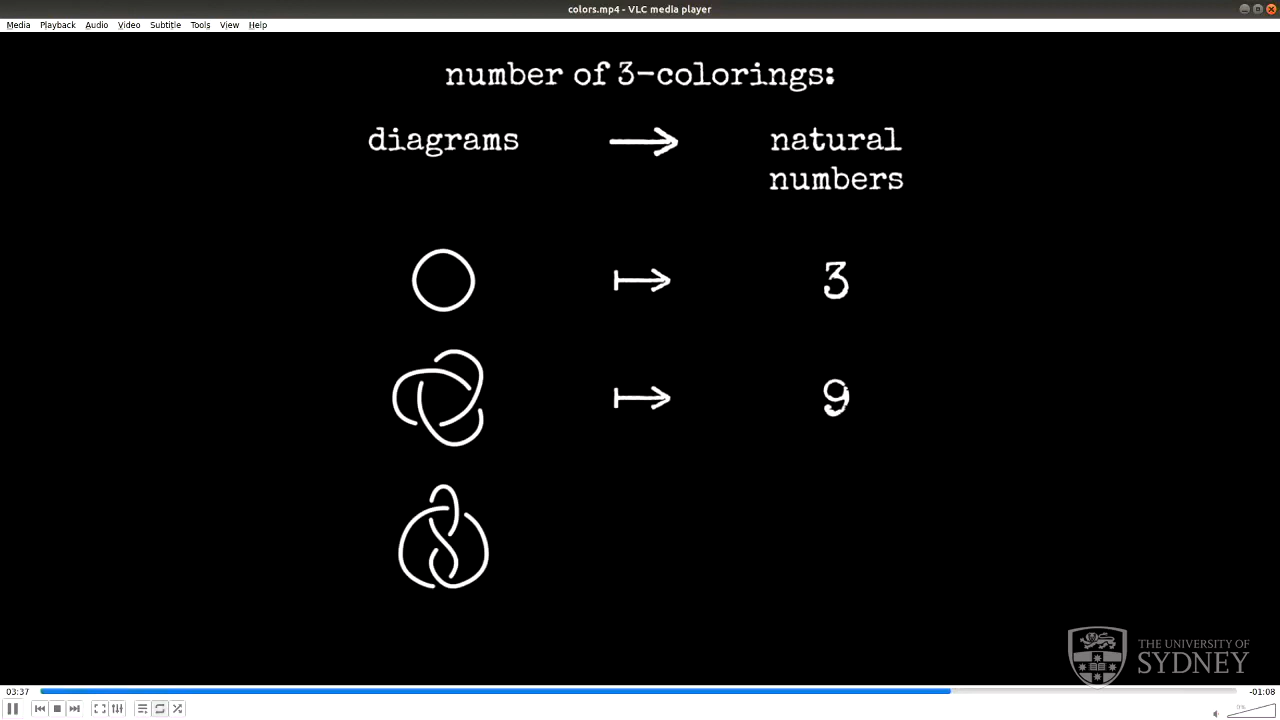 colors.mp4 - VLC media player
Media Playback Audio Video Subtitle Tools View Help
number of 3-colorings:
diagrams
natural
numbers
3
9
THE UNIVERSITY OF
SYDNEY
03:37
-01:08
0%